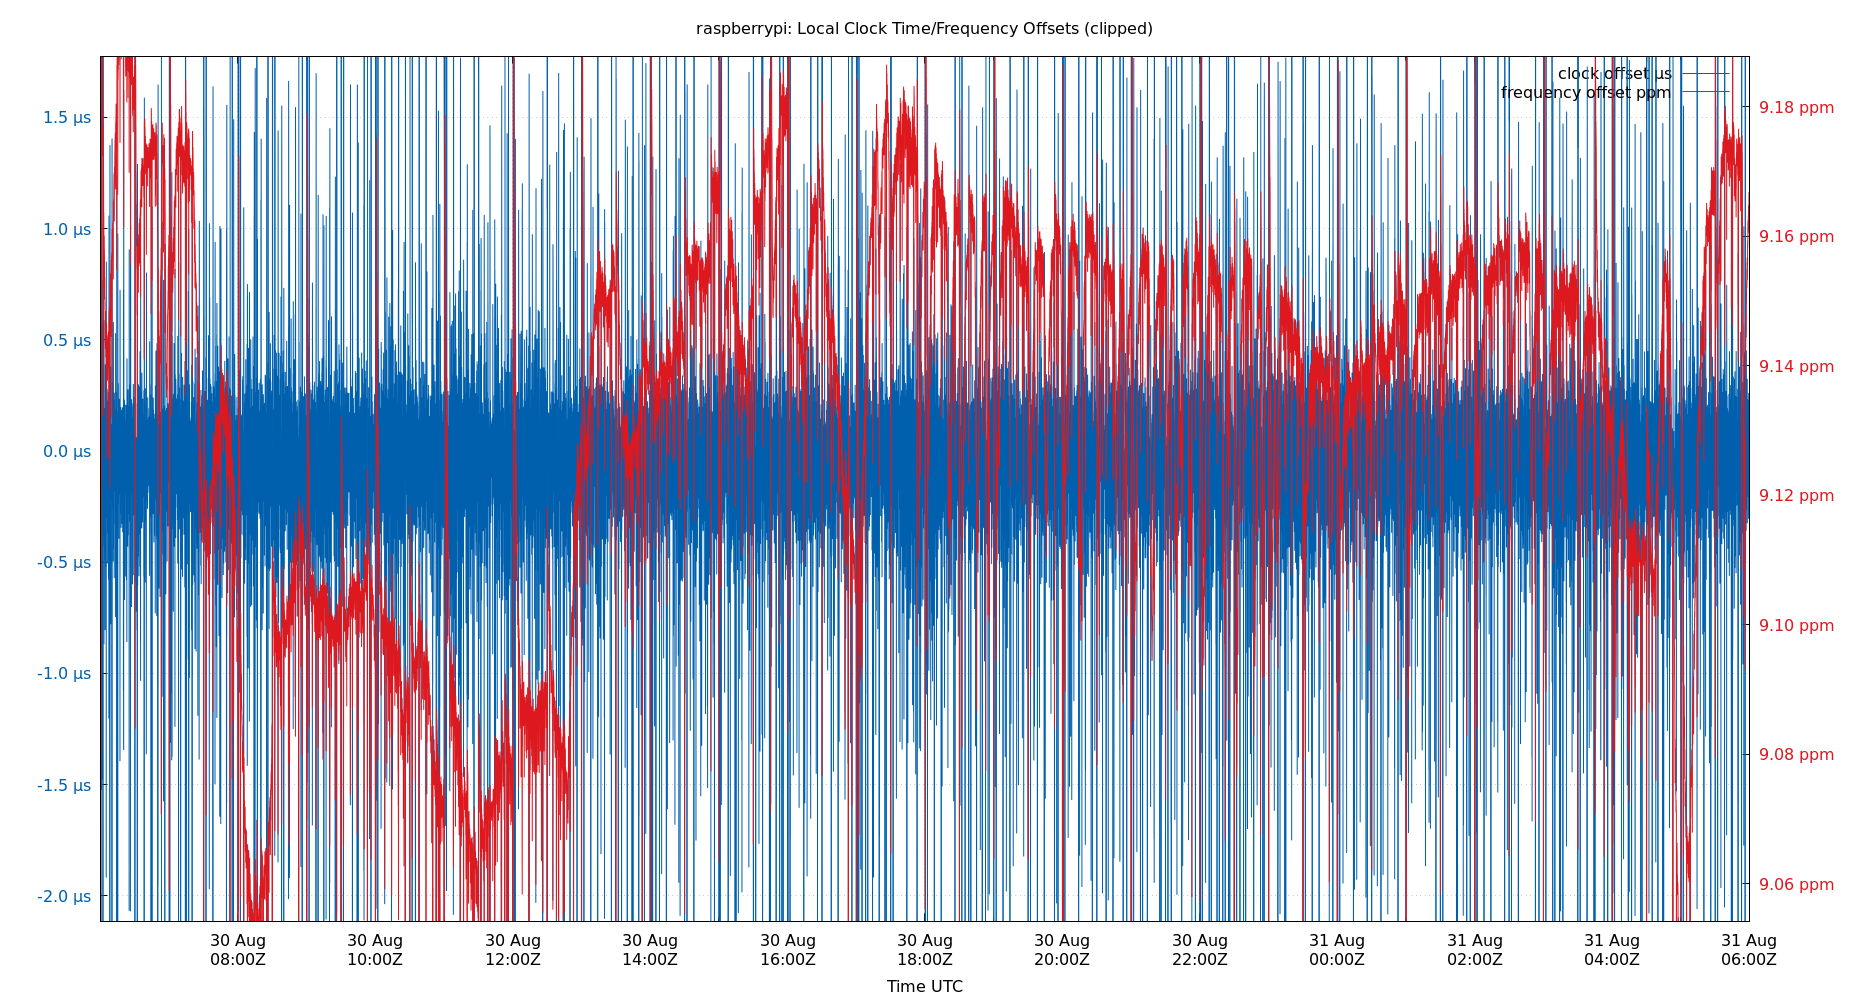 raspberrypi: Local Clock Time/Frequency Offsets (clipped)
clock offset µs
frequency offset ppm
1.5 µs
1.0 µs
0.5 µs
0.0 µs
-0.5 µs
-1.0 µs
-1.5 µs
-2.0 µs
9.18 ppm
9.16 ppm
9.14 ppm
9.12 ppm
9.10 ppm
9.08 ppm
9.06 ppm
30 Aug 30 Aug 30 Aug 30 Aug 30 Aug 30 Aug 30 Aug 30 Aug 31 Aug 31 Aug 31 Aug 31 Aug
08:00Z 10:00Z 12:00Z 14:00Z 16:00Z 18:00Z 20:00Z 22:00Z 00:00Z 02:00Z 04:00Z 06:00Z
Time UTC